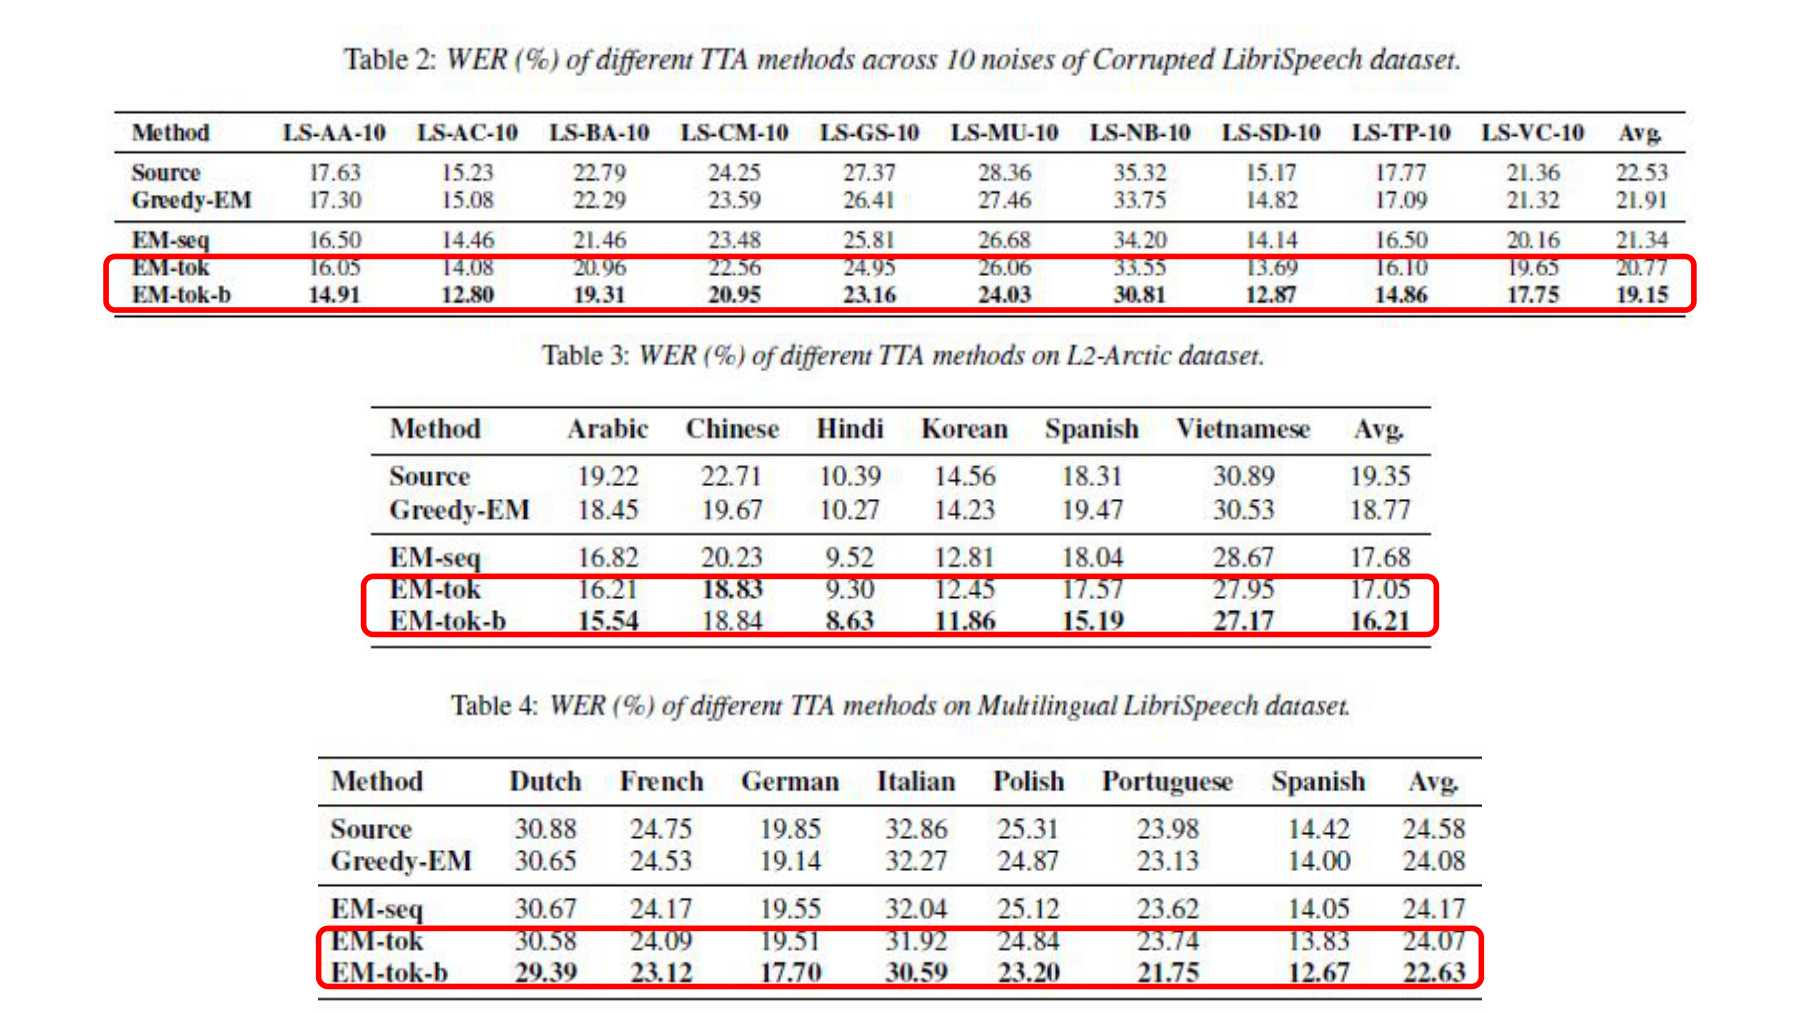 Table 2: WER (%) of different TTA methods across 10 noises of Corrupted LibriSpeech dataset.
Method LS-AA-10 LS-AC-10 LS-BA-10 LS-CM-10 LS-GS-10 LS-MU-10 LS-NB-10 LS-SD-10 LS-TP-10 LS-VC-10 Avg.
Source 17.63 15.23 22.79 24.25 27.37 28.36 35.32 15.17 17.77 21.36 22.53
Greedy-EM 17.30 15.08 22.29 23.59 26.41 27.46 33.75 14.82 17.09 21.32 21.91
EM-seq 16.50 14.46 21.46 23.48 25.81 26.68 34.20 14.14 16.50 20.16 21.34
EM-tok 16.05 14.08 20.96 22.56 24.95 26.06 33.55 13.69 16.10 19.65 20.77
EM-tok-b 14.91 12.80 19.31 20.95 23.16 24.03 30.81 12.87 14.86 17.75 19.15
Table 3: WER (%) of different TTA methods on L2-Arctic dataset.
Method Arabic Chinese Hindi Korean Spanish Vietnamese Avg.
Source 19.22 22.71 10.39 14.56 18.31 30.89 19.35
Greedy-EM 18.45 19.67 10.27 14.23 19.47 30.53 18.77
EM-seq 16.82 20.23 9.52 12.81 18.04 28.67 17.68
EM-tok 16.21 18.83 9.30 12.45 17.57 27.95 17.05
EM-tok-b 15.54 18.84 8.63 11.86 15.19 27.17 16.21
Table 4: WER (%) of different TTA methods on Multilingual LibriSpeech dataset.
Method Dutch French German Italian Polish Portuguese Spanish Avg.
Source 30.88 24.75 19.85 32.86 25.31 23.98 14.42 24.58
Greedy-EM 30.65 24.53 19.14 32.27 24.87 23.13 14.00 24.08
EM-seq 30.67 24.17 19.55 32.04 25.12 23.62 14.05 24.17
EM-tok 30.58 24.09 19.51 31.92 24.84 23.74 13.83 24.07
EM-tok-b 29.39 23.12 17.70 30.59 23.20 21.75 12.67 22.63